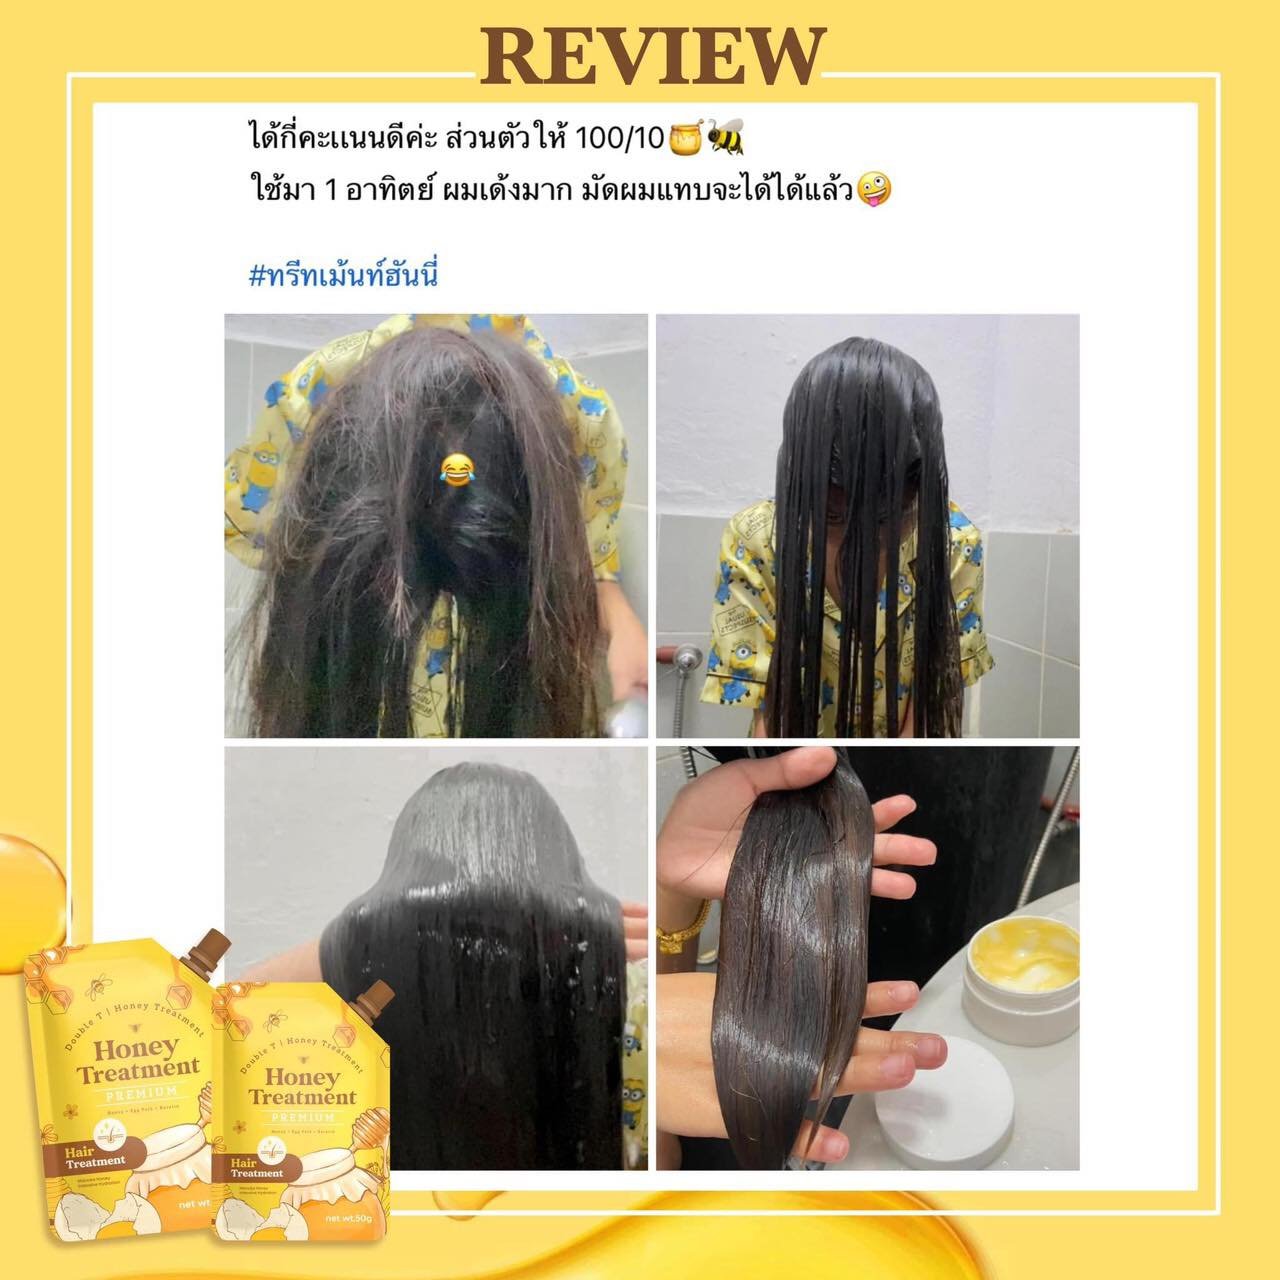 REVIEW
ได้กี่คะแนนดีค่ะ ส่วนตัวให้ 100/10🍯🐝
ใช้มา 1 อาทิตย์ ผมเด้งมาก มัดผมแทบจะได้ได้แล้ว🤪
#ทรีทเม้นท์ฮันนี่
Double T | Honey Treatment
Honey
Treatment
PREMIUM
Hair
Treatment
net wt.
Double T | Honey Treatment
Honey
Treatment
PREMIUM
Hair
Treatment
net wt.50g